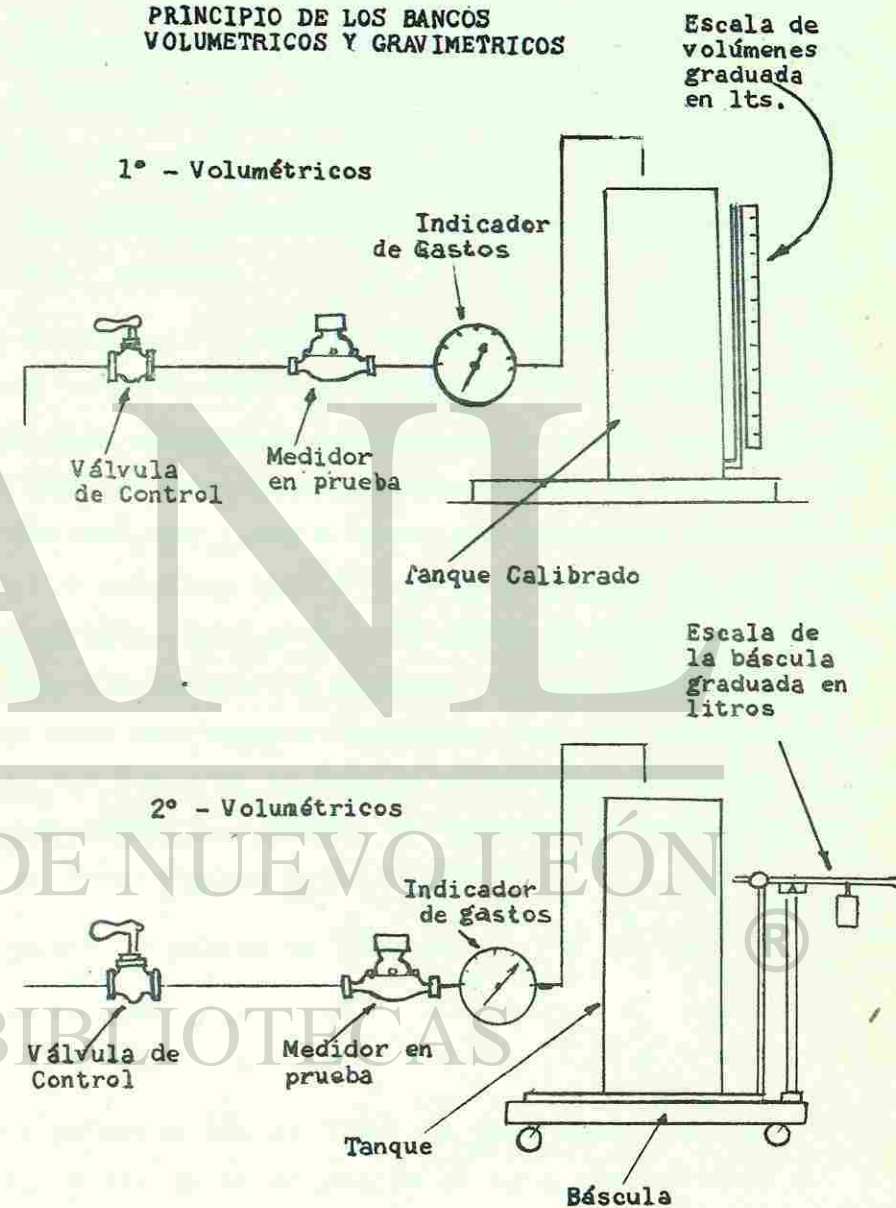 PRINCIPIO DE LOS BANCOS
VOLUMETRICOS Y GRAVIMETRICOS
Escala de
volúmenes
graduada
en lts.
1° - Volumétricos
Indicador
de Gastos
Válvula
de Control
Medidor
en prueba
Tanque Calibrado
Escala de
la báscula
graduada en
litros
2° - Volumétricos
DE NUEVO LEÓN
®
Indicador
de gastos
BIBLIOTECAS
Válvula de
Control
Medidor en
prueba
Tanque
Báscula
ANL